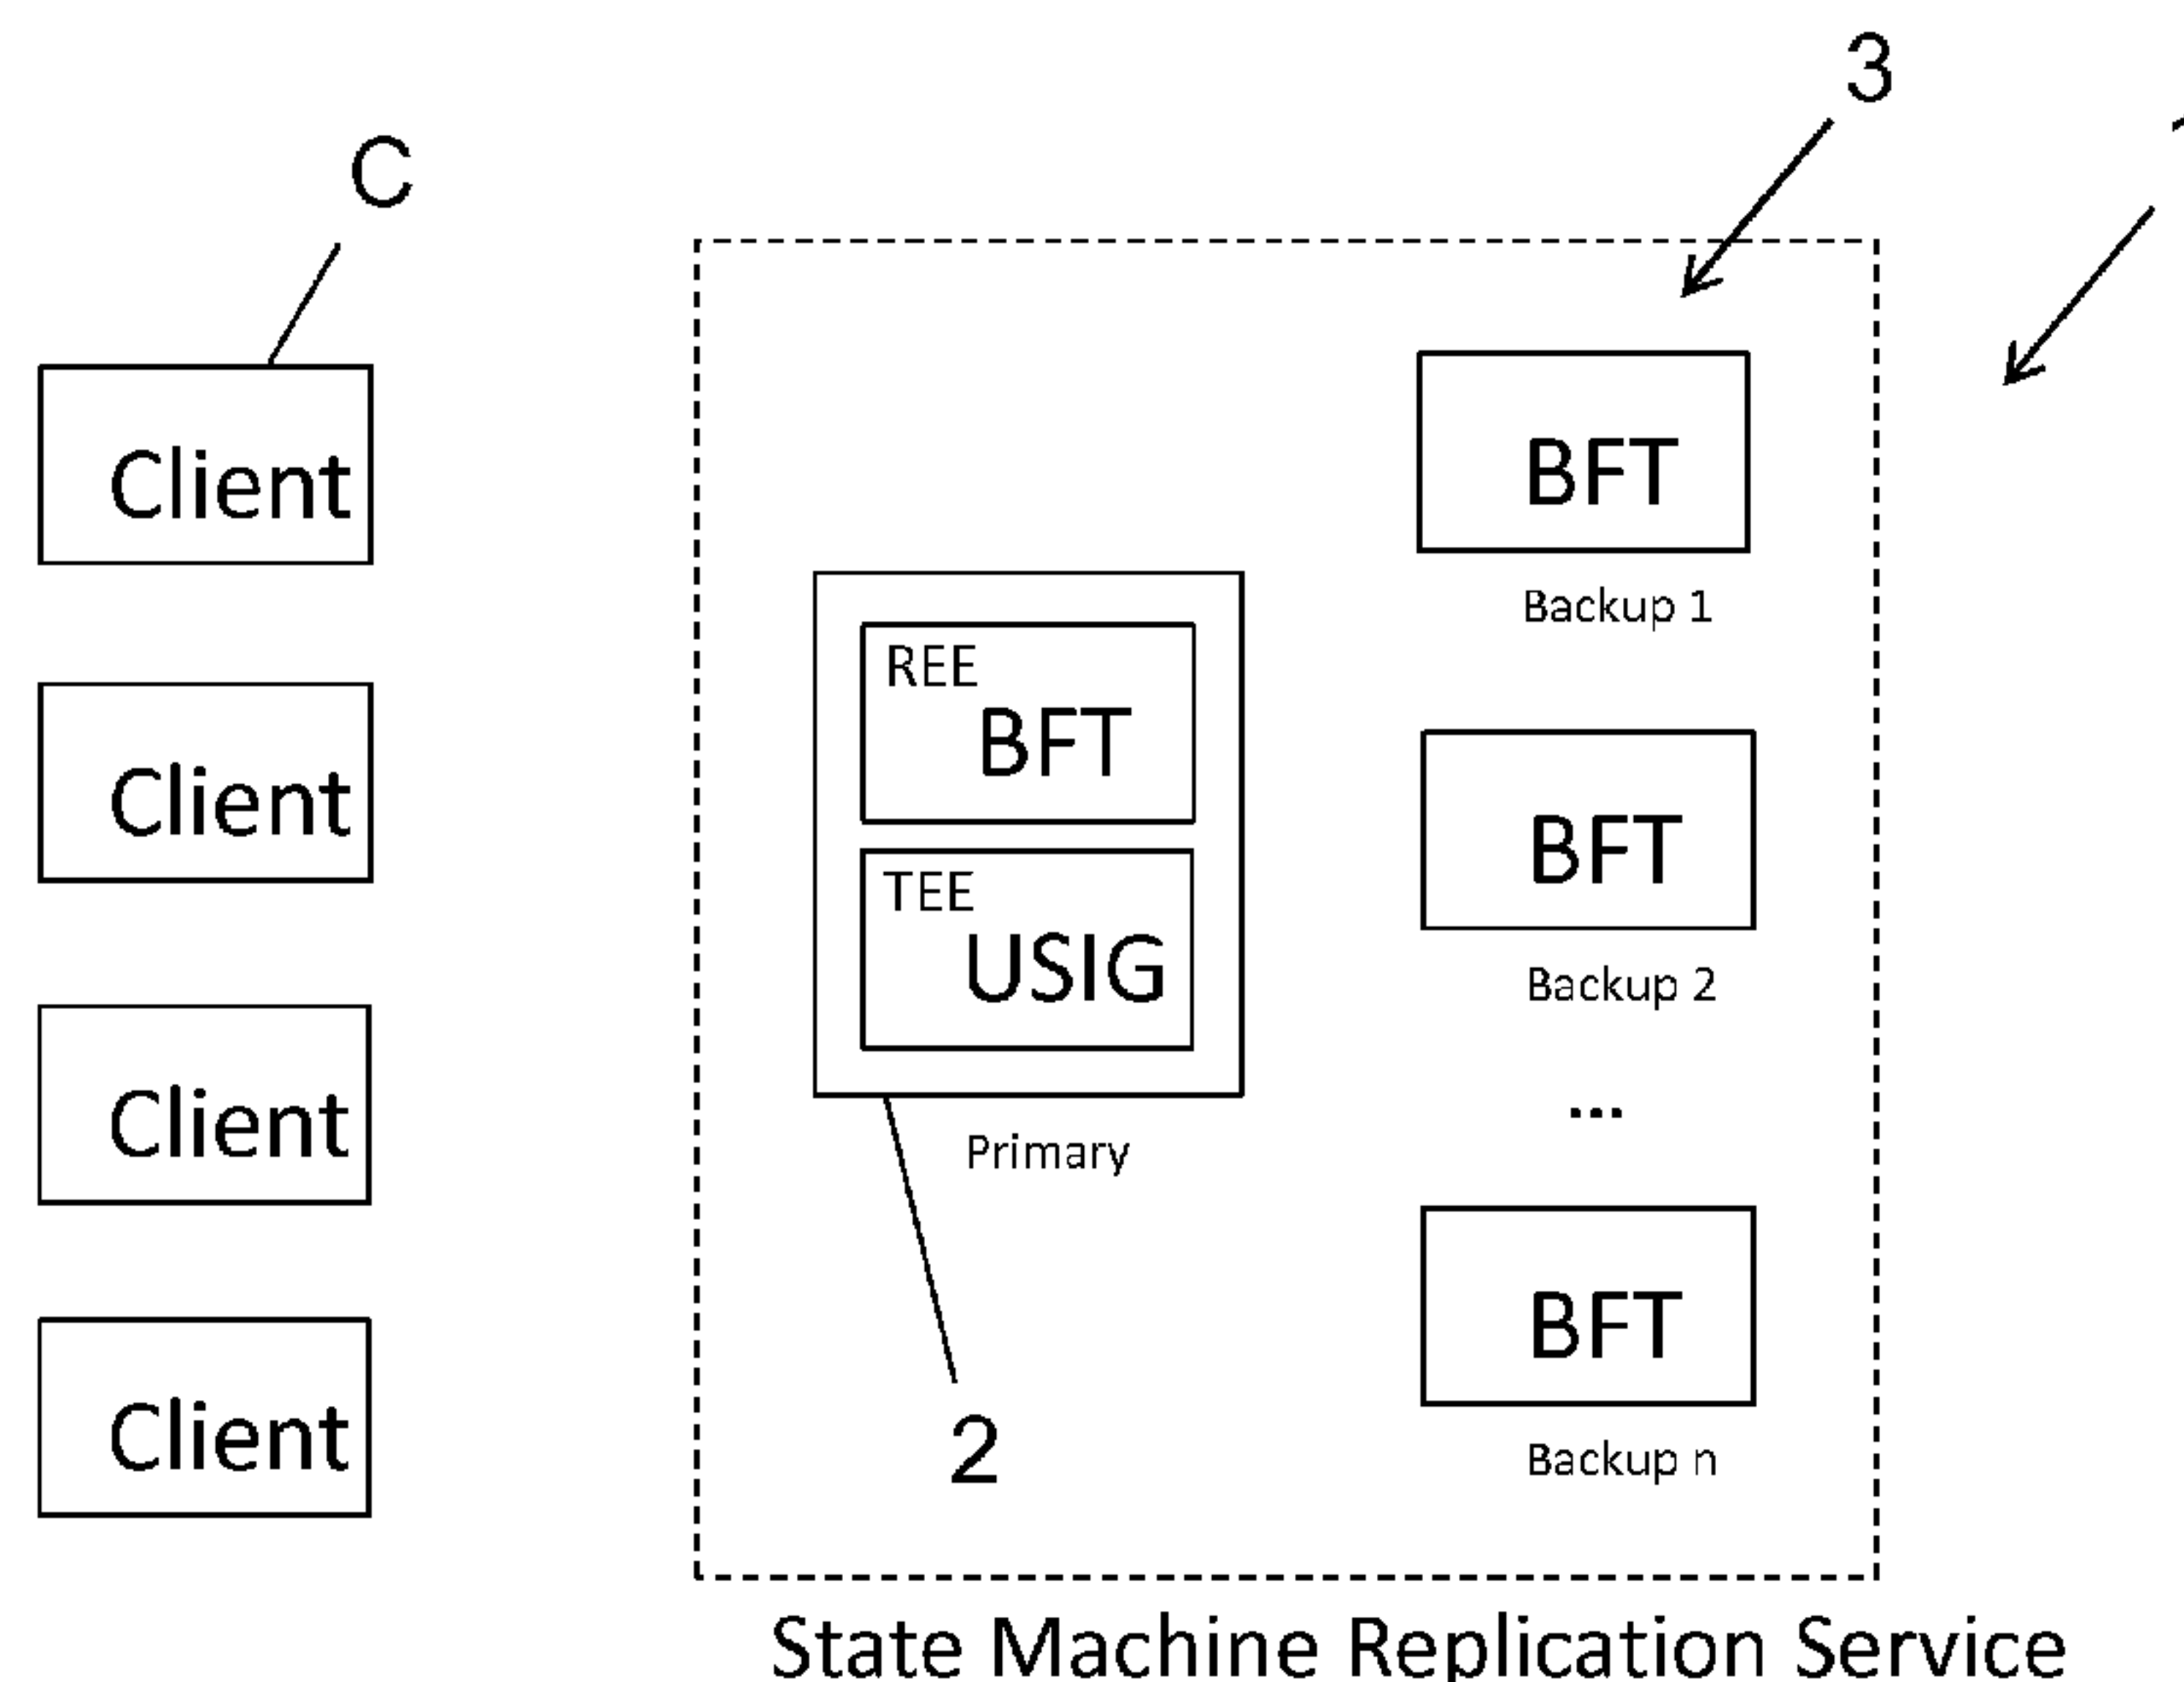 3
C
Client
Client
Client
Client
REE
BFT
TEE
USIG
Primary
2
BFT
Backup 1
BFT
Backup 2
...
BFT
Backup n
State Machine Replication Service